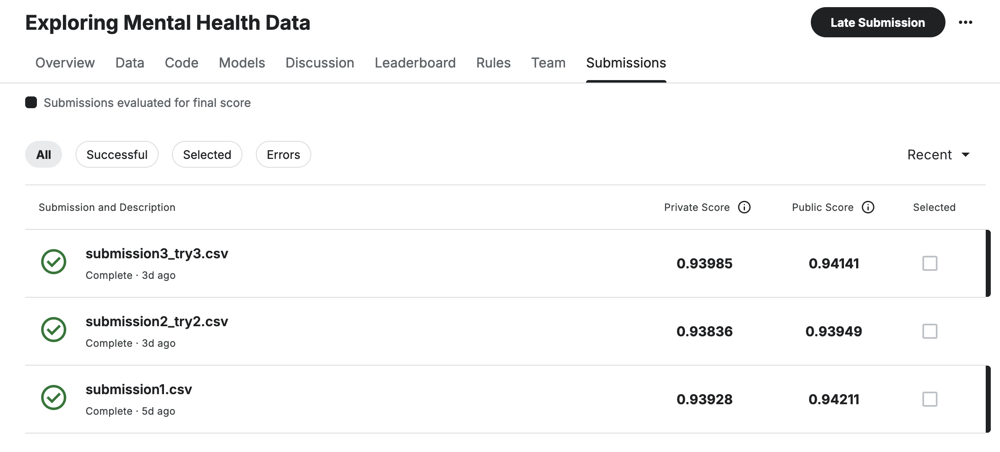 Exploring Mental Health Data
Late Submission
Overview Data Code Models Discussion Leaderboard Rules Team Submissions
Submissions evaluated for final score
All Successful Selected Errors Recent
Submission and Description Private Score Public Score Selected
submission3_try3.csv
0.93985 0.94141
Complete · 3d ago
submission2_try2.csv
0.93836 0.93949
Complete · 3d ago
submission1.csv
0.93928 0.94211
Complete · 5d ago